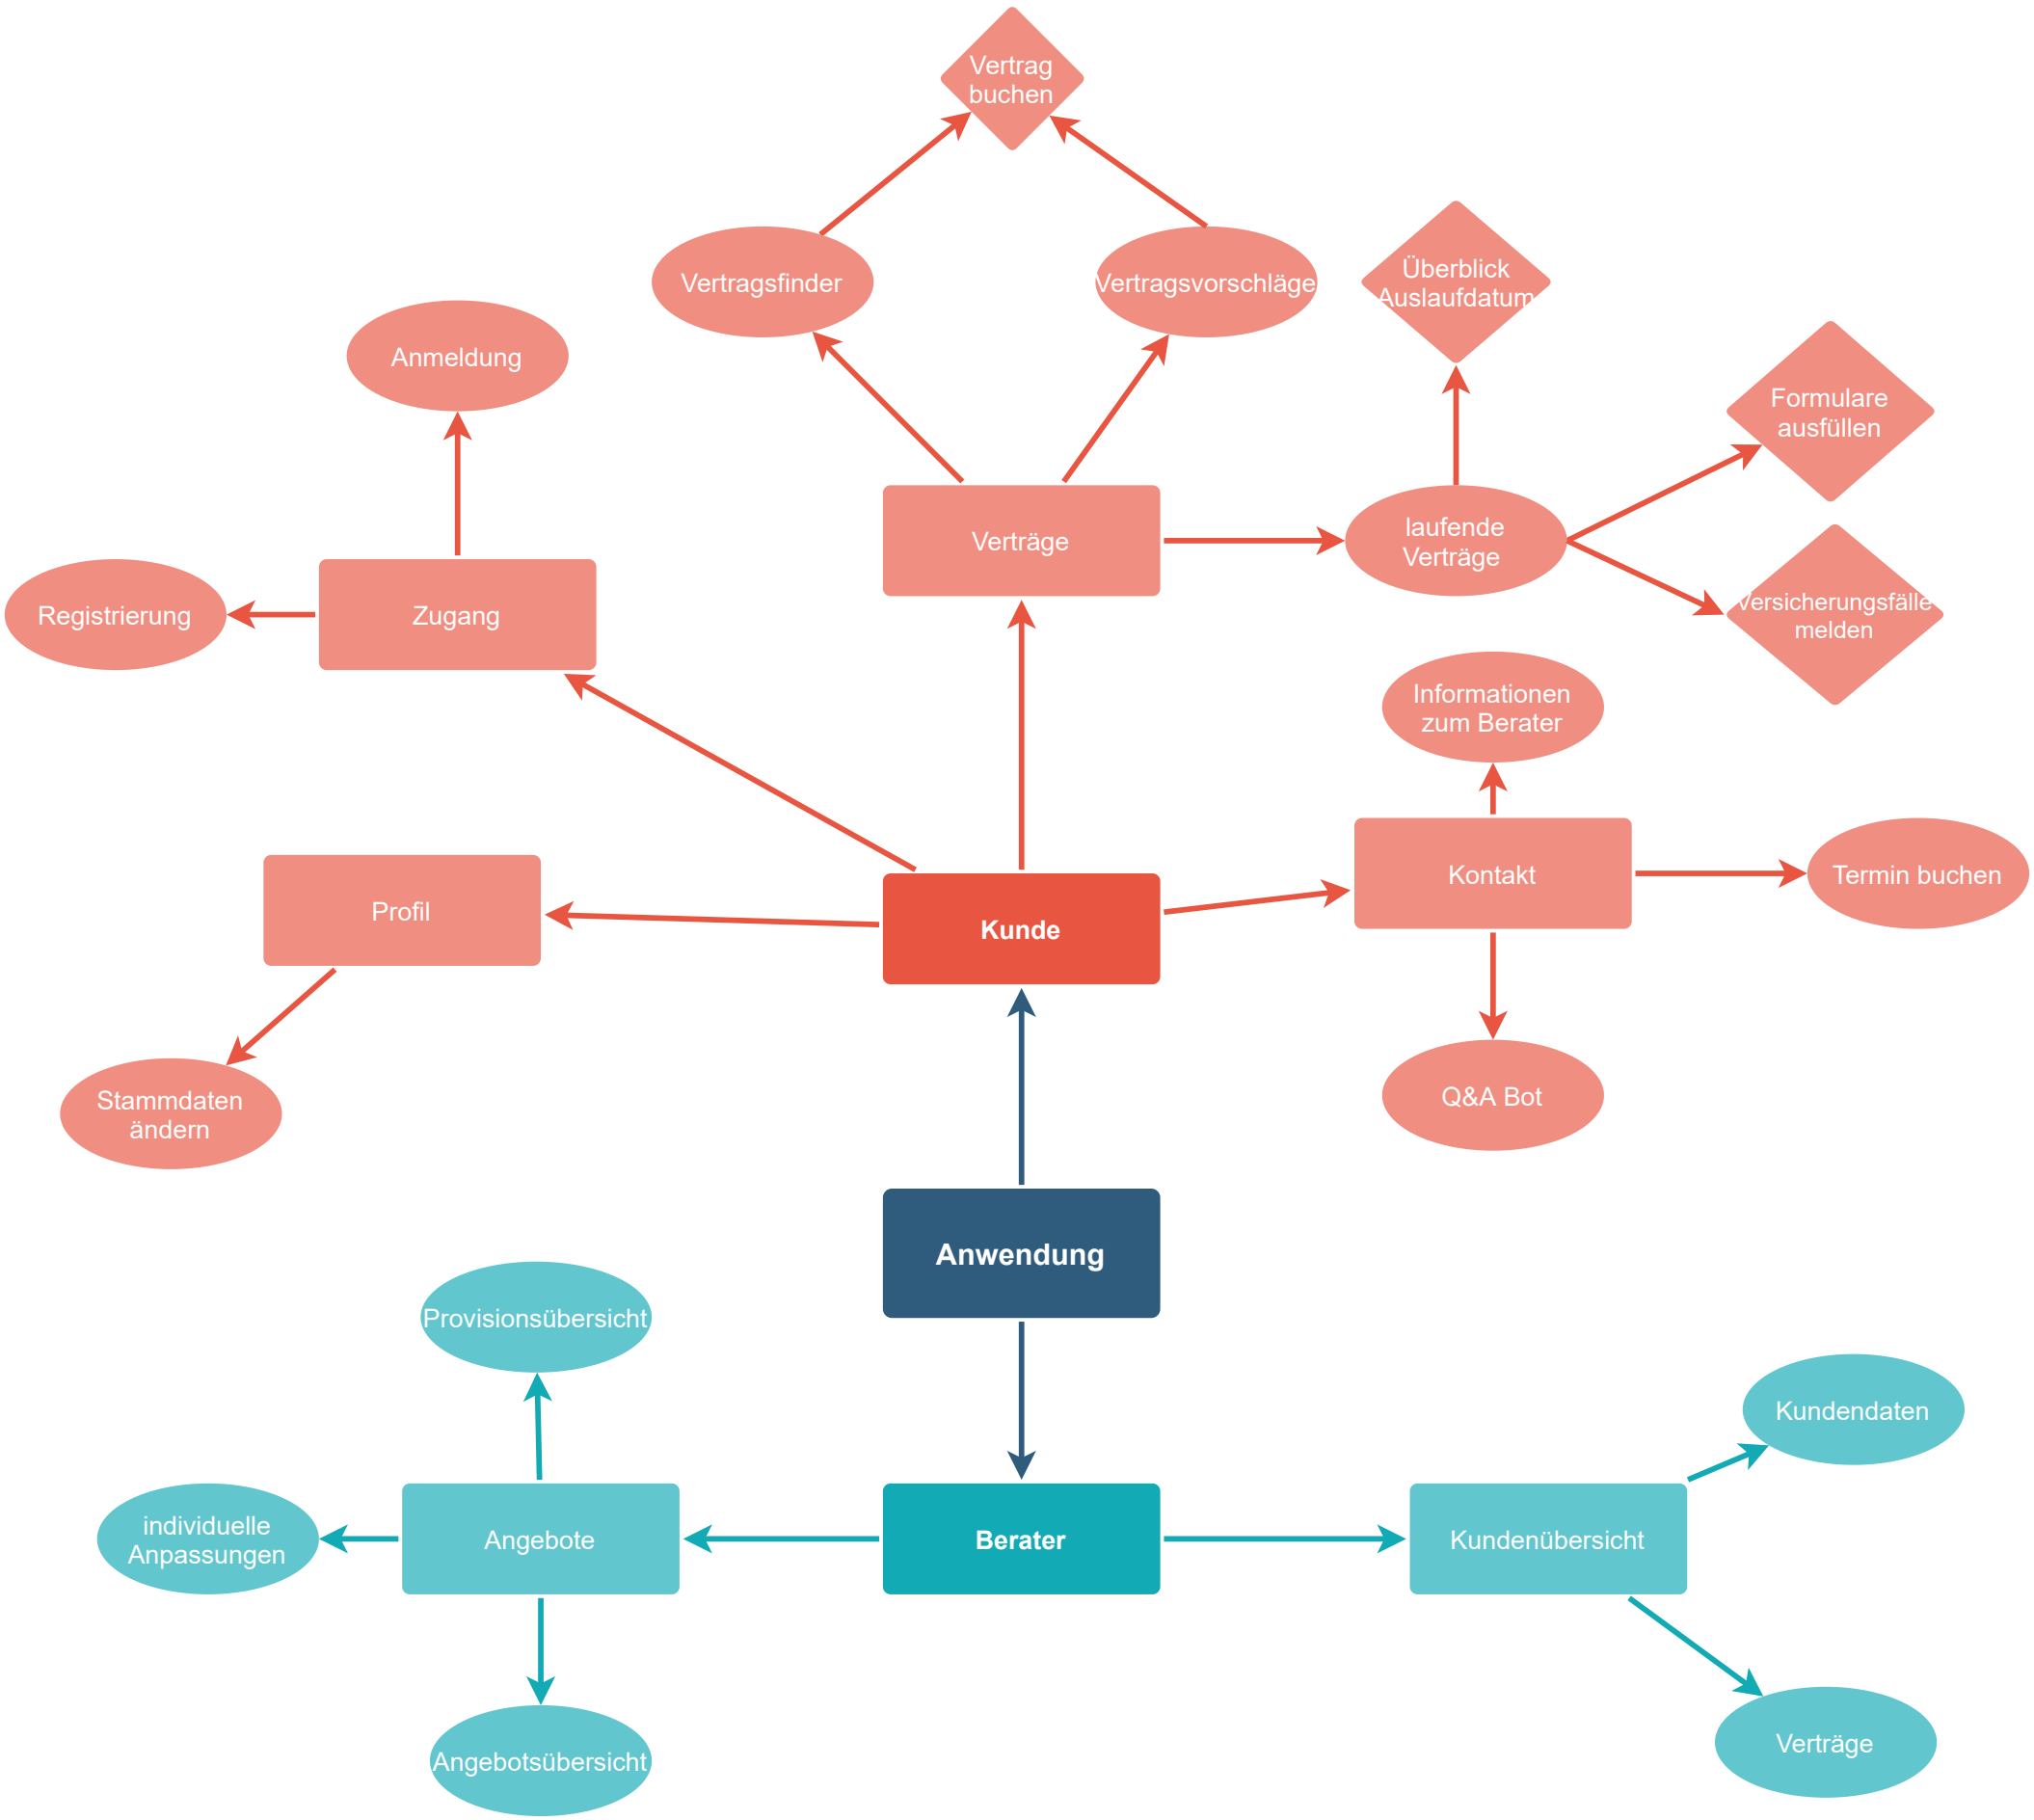 Vertrag
buchen
Vertragsfinder
Vertragsvorschläge
Überblick
Auslaufdatum
Anmeldung
Formulare
ausfüllen
laufende
Verträge
Verträge
Registrierung
Zugang
Versicherungsfälle
melden
Informationen
zum Berater
Kontakt
Termin buchen
Profil
Kunde
Stammdaten
ändern
Q&A Bot
Anwendung
Provisionsübersicht
Kundendaten
individuelle
Anpassungen
Angebote
Berater
Kundenübersicht
Verträge
Angebotsübersicht